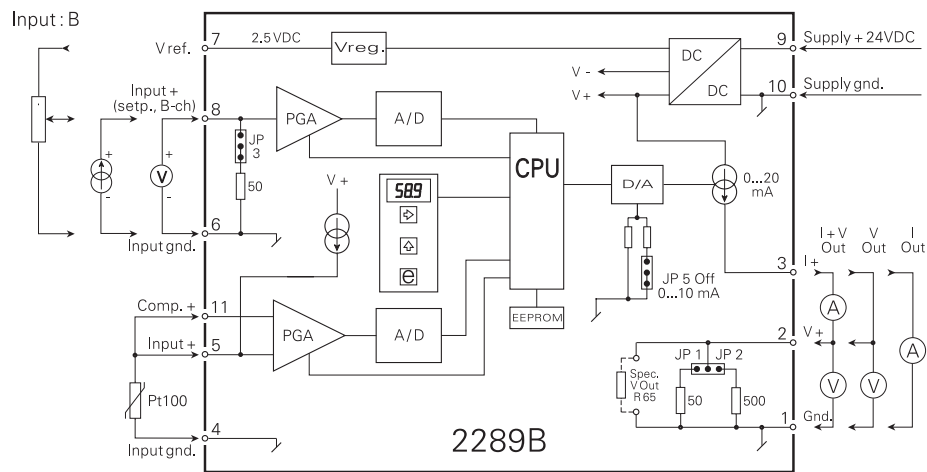 Input : B
V ref.
7
2.5 VDC
Vreg.
9
Supply + 24VDC
DC
DC
V -
V+
10
Supply gnd.
Input +
(setp., B-ch)
8
PGA
A/D
JP
3
50
+
-
+
V
-
6
Input gnd.
V +
58.9
e
CPU
D/A
0...20
mA
JP 5 Off
0...10 mA
EEPROM
3
I+
I + V
Out
V
Out
I
Out
A
A
V
V
Comp. +
11
Input +
5
PGA
A/D
Pt100
4
Input gnd.
2
V+
JP 1
JP 2
Spec.
V Out
R 65
50
500
1
Gnd.
2289B